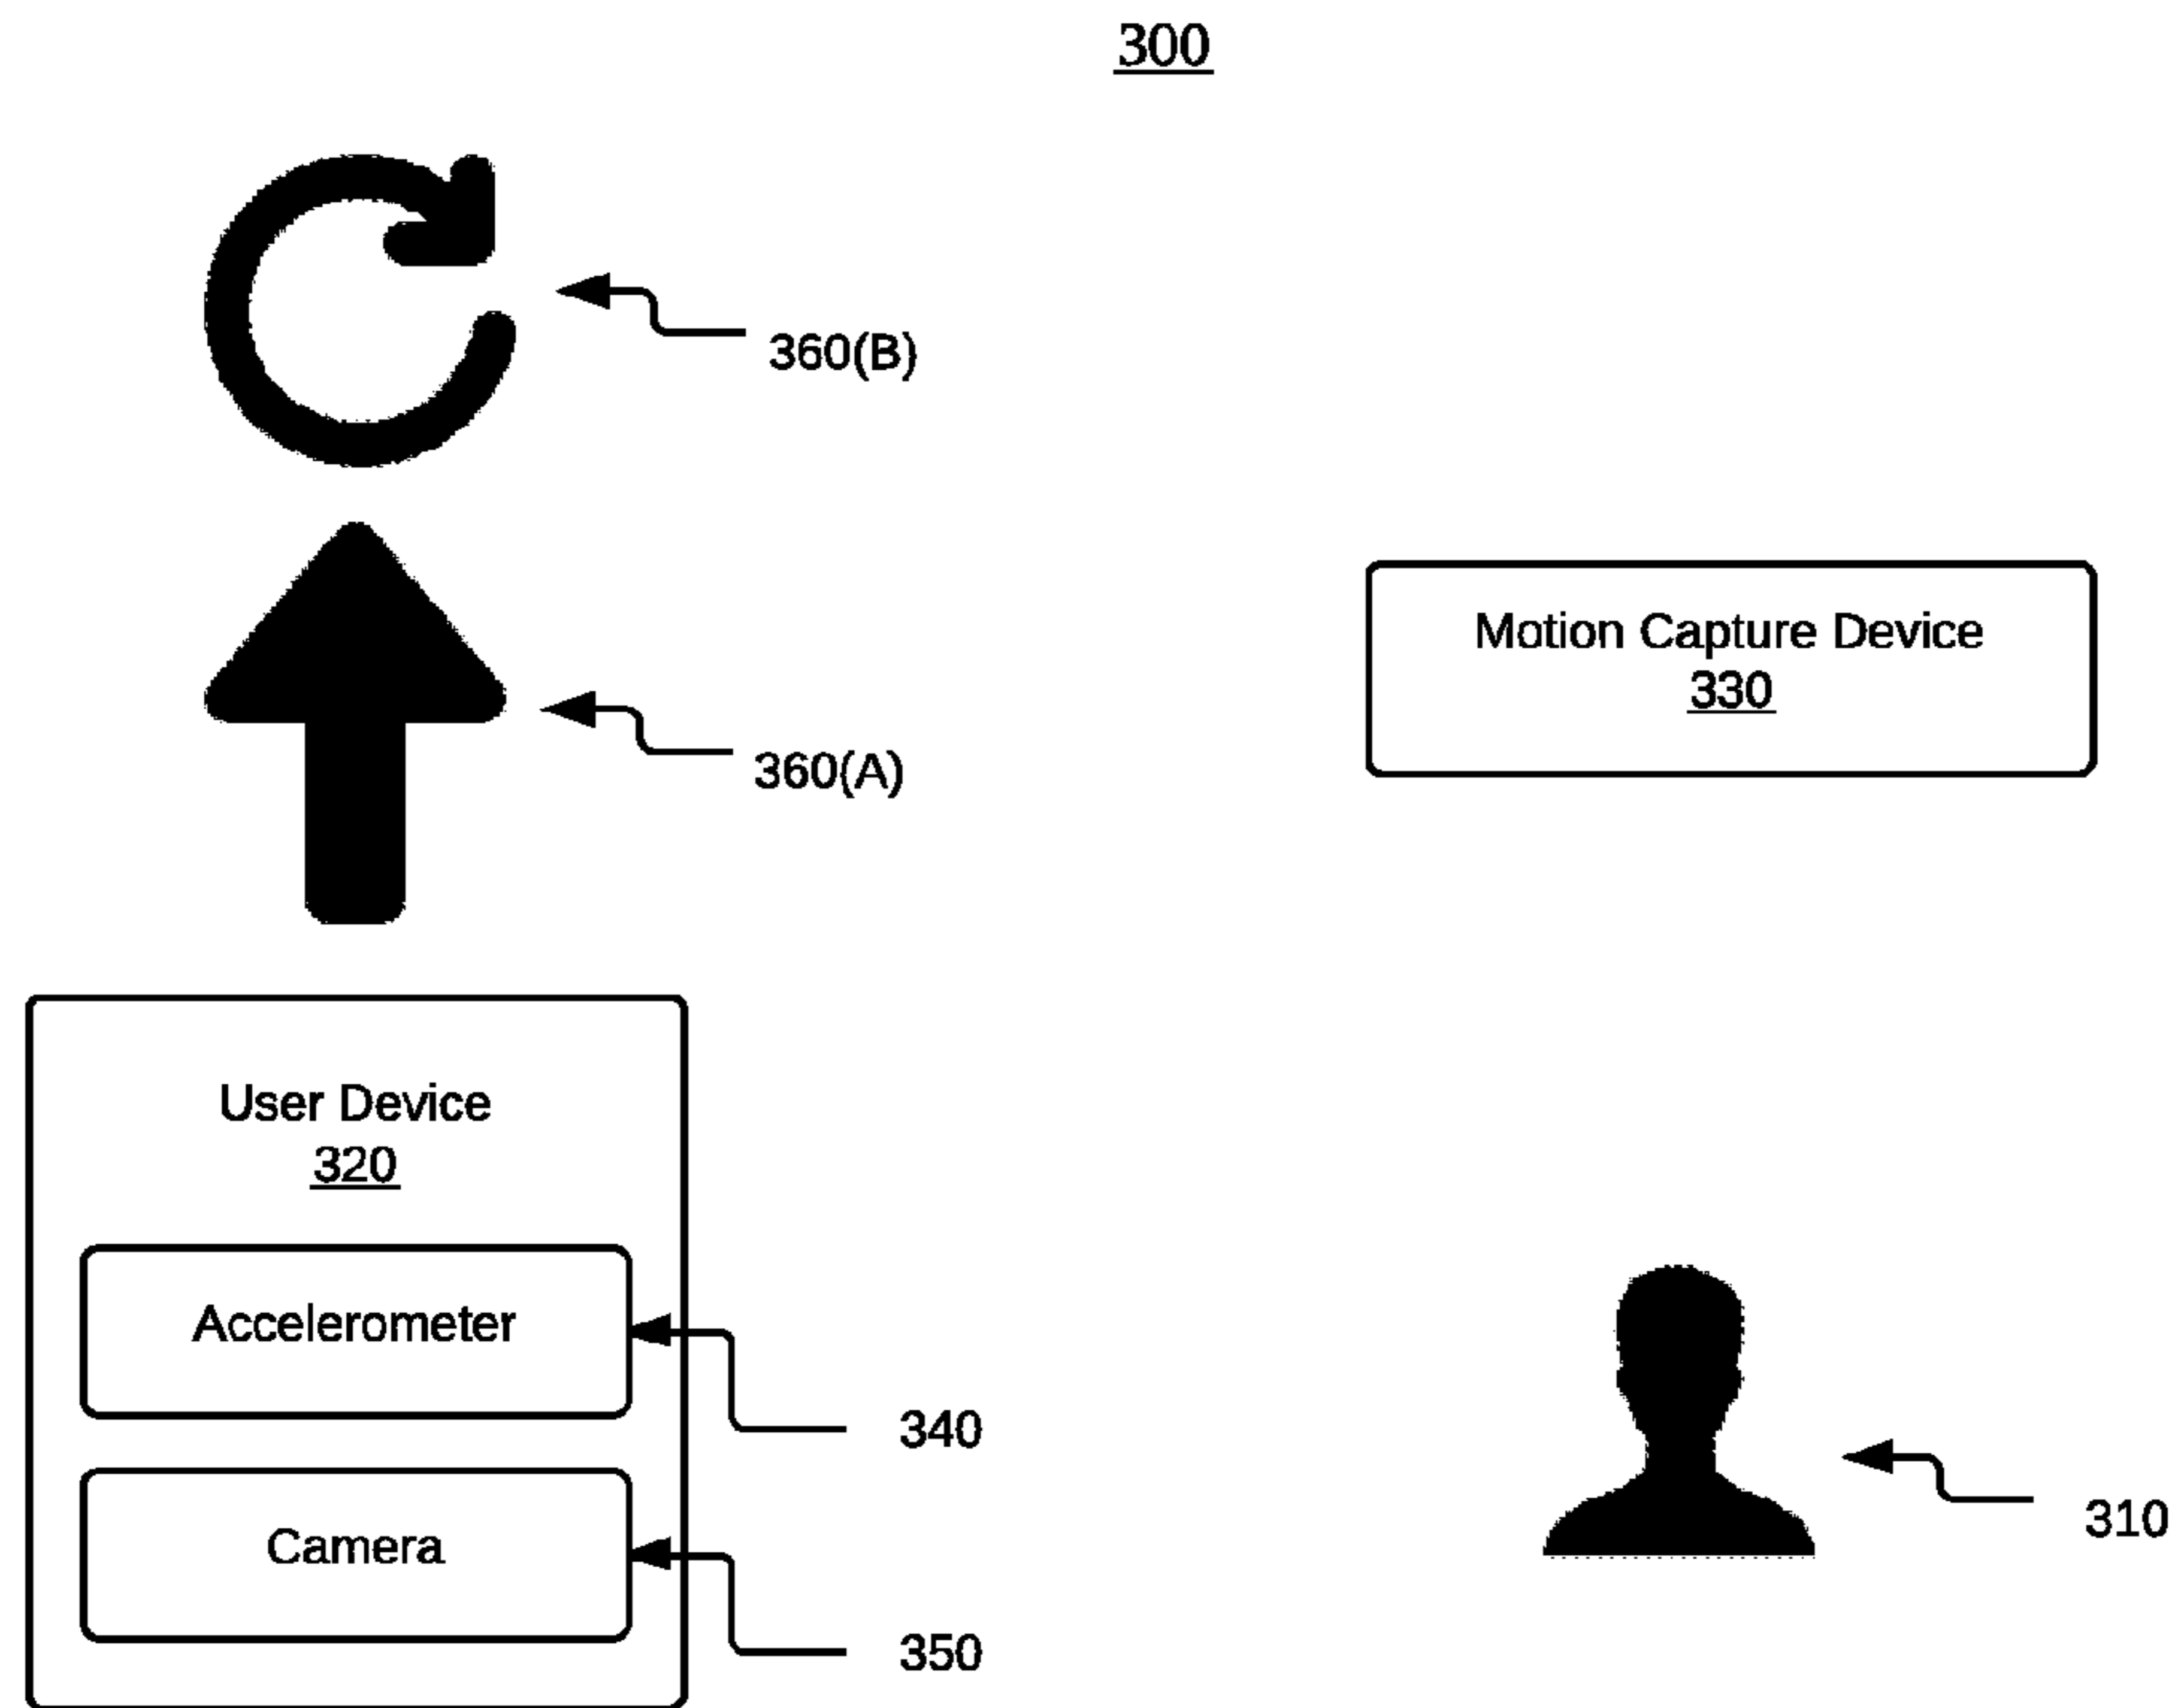 300
360(B)
Motion Capture Device
330
360(A)
User Device
320
Accelerometer
340
Camera
310
350